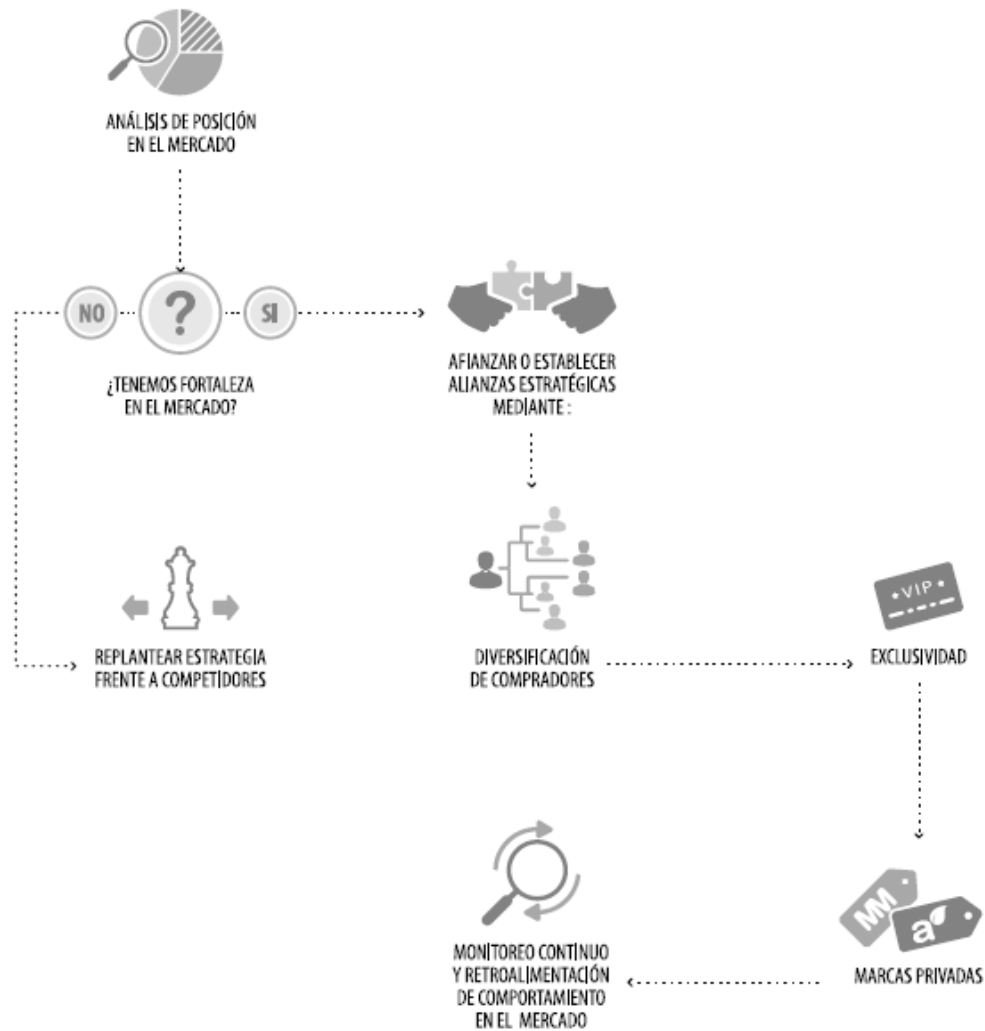 ANÁLISIS DE POSICIÓN
EN EL MERCADO
NO
?
SI
¿TENEMOS FORTALEZA
EN EL MERCADO?
AFIANZAR O ESTABLECER
ALIANZAS ESTRATÉGICAS
MEDIANTE :
REPLANTEAR ESTRATEGIA
FRENTE A COMPETIDORES
DIVERSIFICACIÓN
DE COMPRADORES
VIP
EXCLUSIVIDAD
MM
a
MARCAS PRIVADAS
MONITOREO CONTINUO
Y RETROALIMENTACIÓN
DE COMPORTAMIENTO
EN EL MERCADO